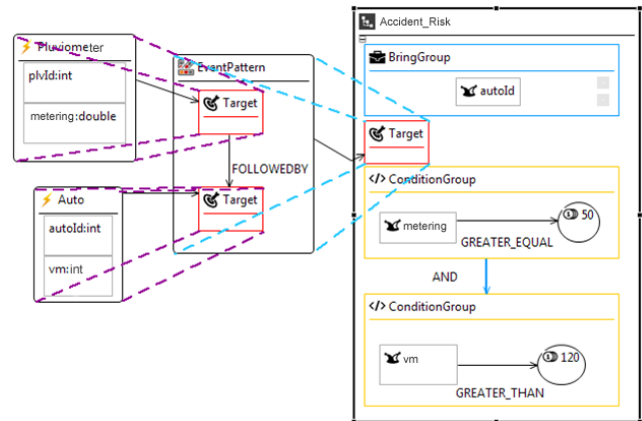 Pluviometer
plvId:int
metering:double
Auto
autoId:int
vm:int
EventPattern
Target
FOLLOWEDBY
Target
Accident_Risk
BringGroup
autoId
Target
</> ConditionGroup
metering
50
GREATER_EQUAL
AND
</> ConditionGroup
vm
120
GREATER_THAN